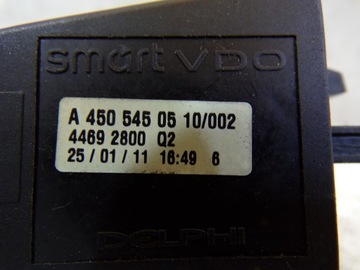 smart VDO
A 450 545 05 10/002
4469 2800 Q2
25/01/11 16:49 6
DELPHI